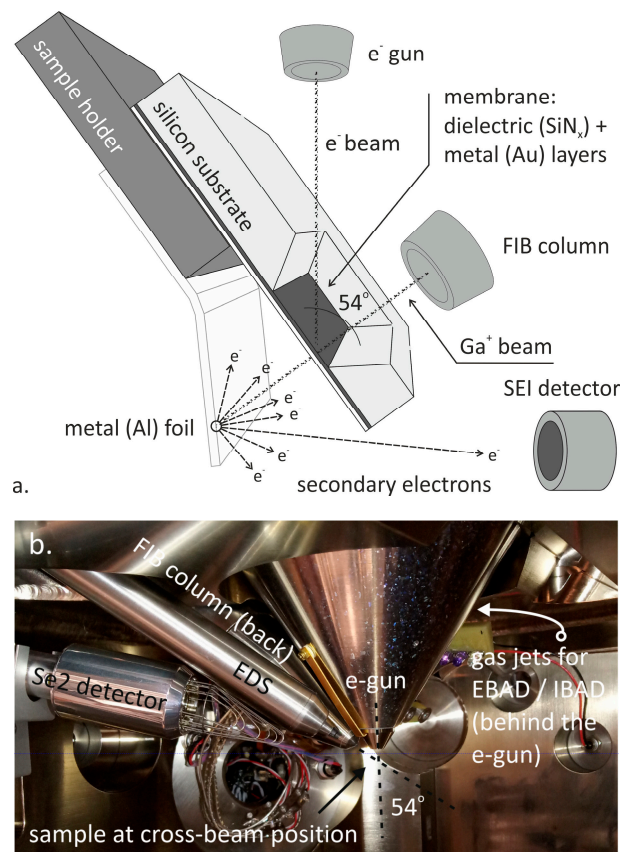 sample holder
silicon substrate
e⁻ gun
e⁻ beam
membrane:
dielectric (SiNₓ) +
metal (Au) layers
FIB column
54°
Ga⁺ beam
SEI detector
e⁻
e⁻
e⁻
e
e⁻
e⁻
e⁻
metal (Al) foil
secondary electrons
a.
b.
FIB column (back)
EDS
Se2 detector
e-gun
gas jets for
EBAD / IBAD
(behind the
e-gun)
54°
sample at cross-beam position